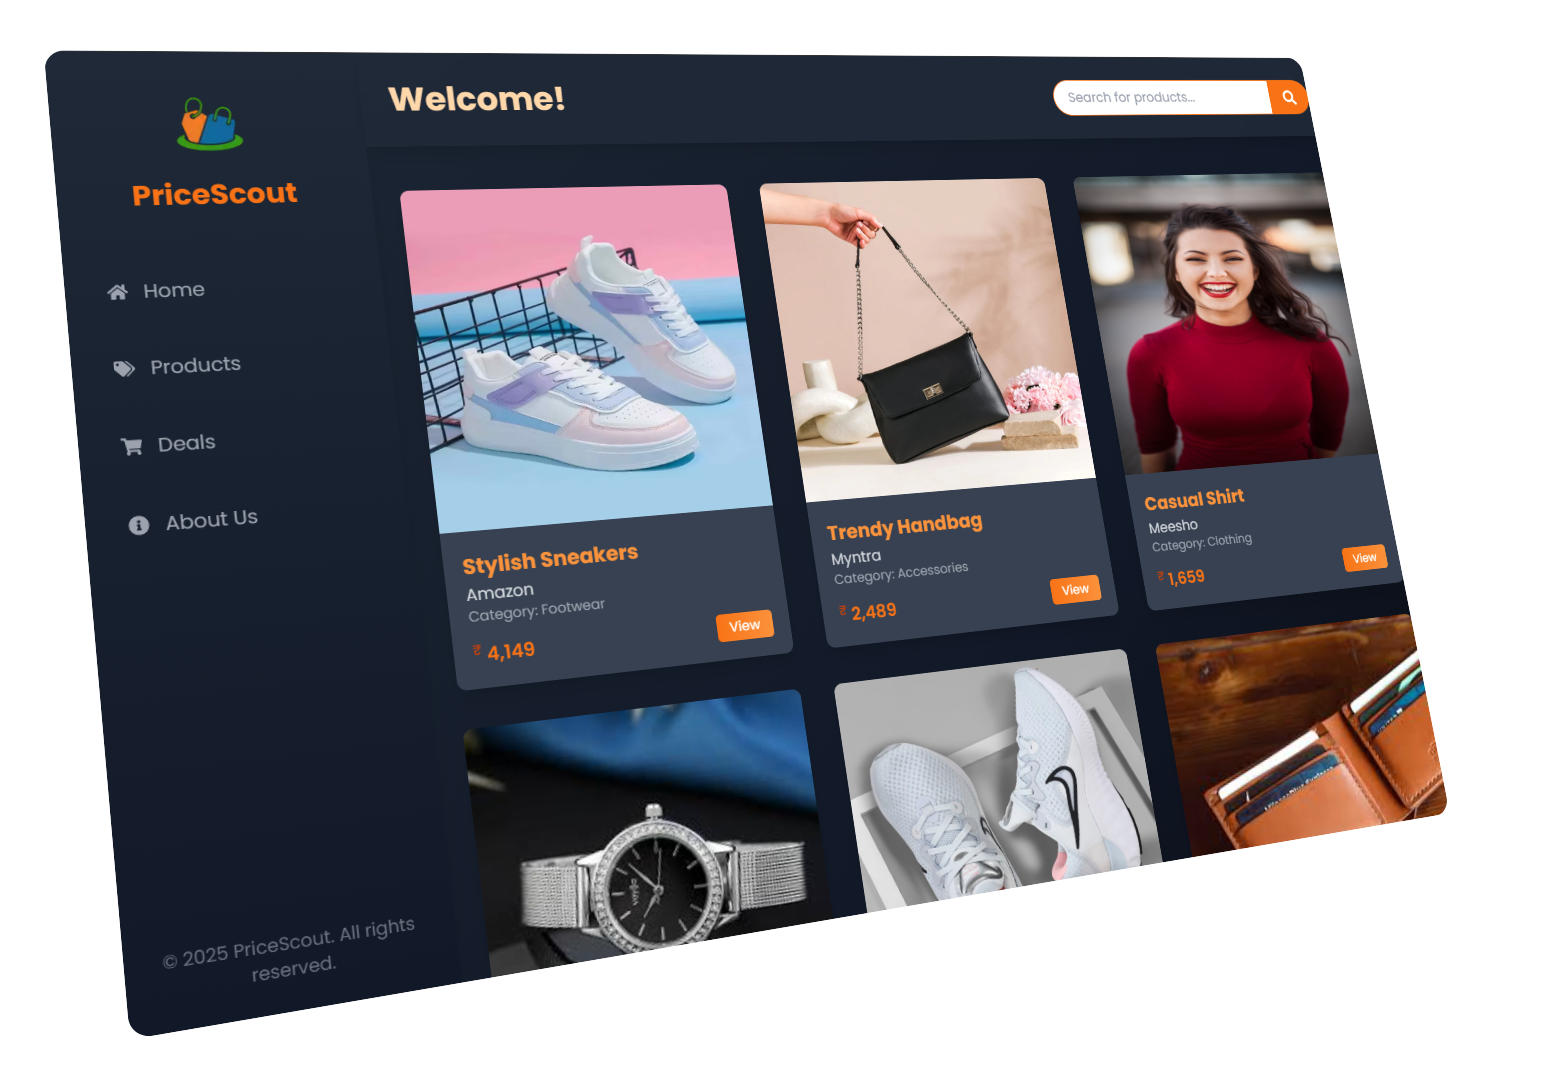 Welcome!
Search for products...
PriceScout
Home
Products
Deals
About Us
© 2025 PriceScout. All rights
reserved.
Stylish Sneakers
Amazon
Category: Footwear
₹ 4,149
View
Trendy Handbag
Myntra
Category: Accessories
₹ 2,489
View
Casual Shirt
Meesho
Category: Clothing
₹ 1,659
View